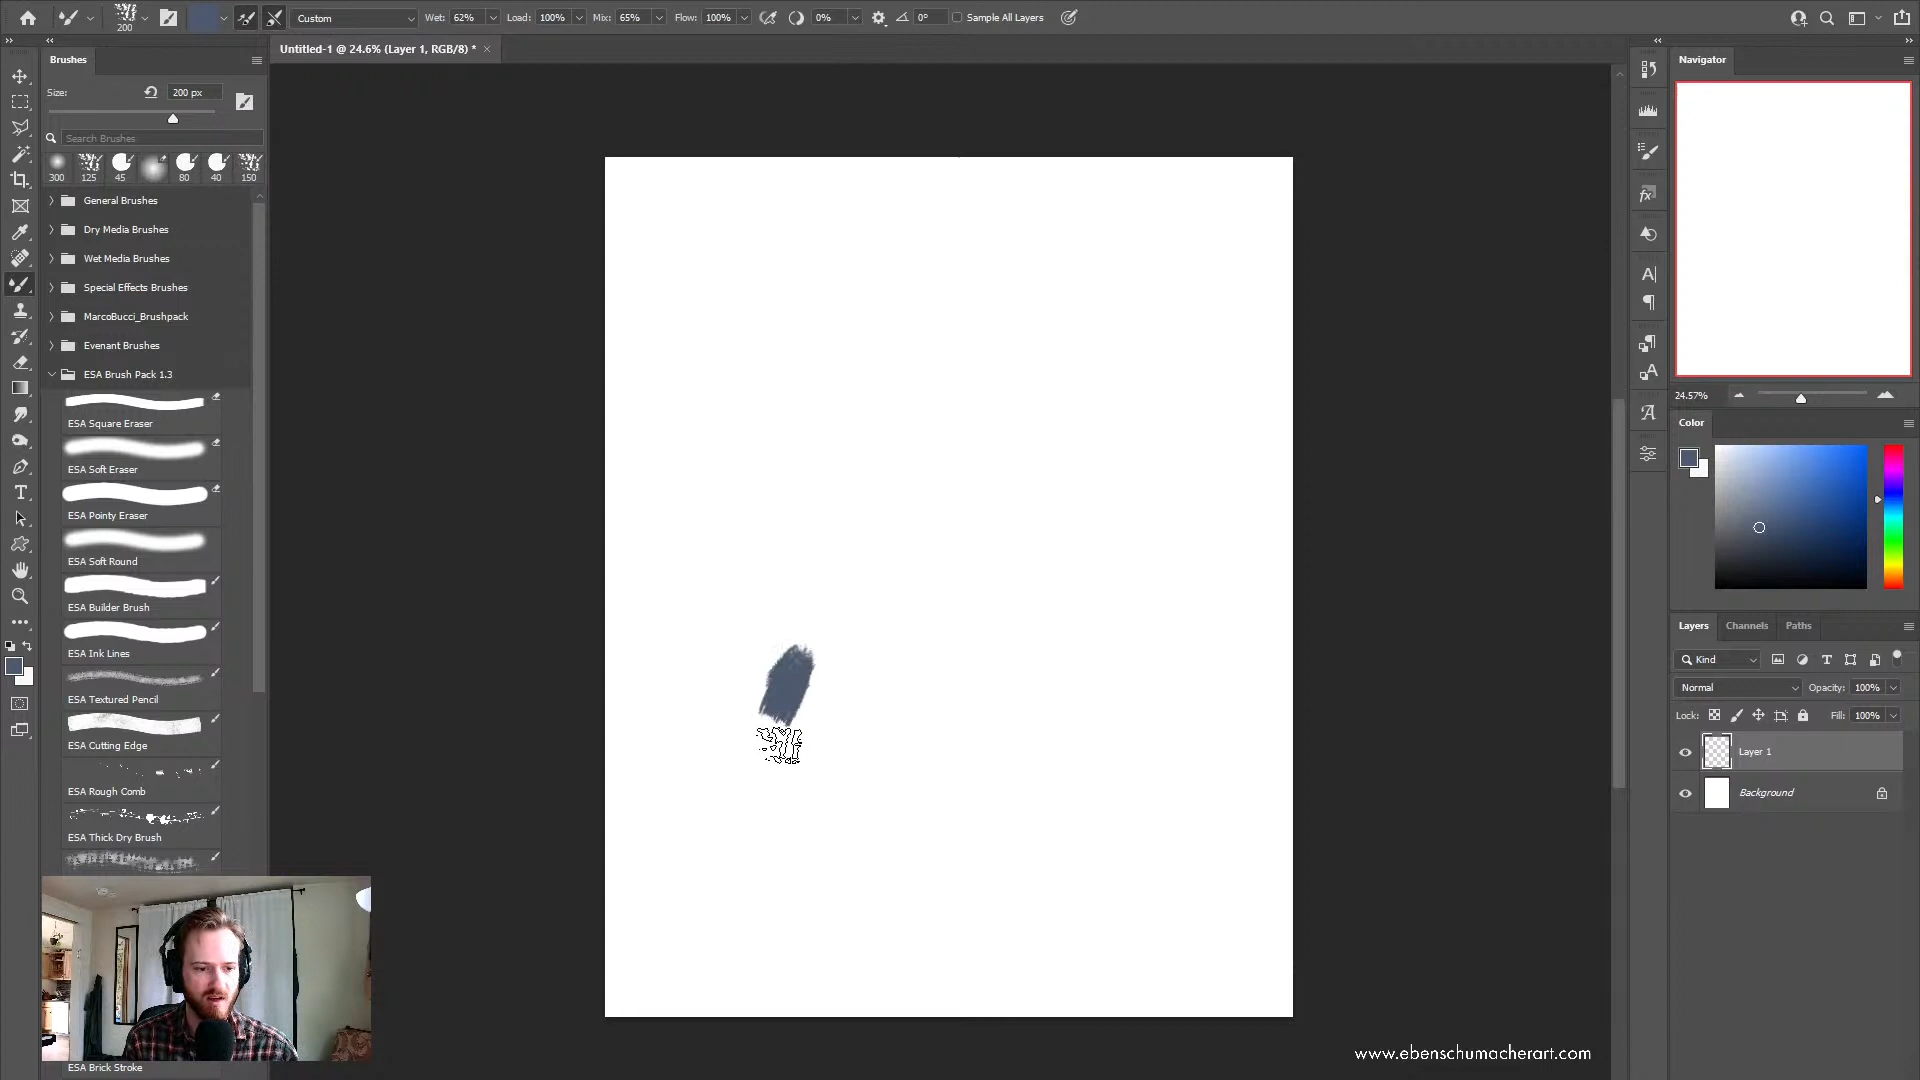 200
Custom
Wet: 62%
Load: 100%
Mix: 65%
Flow: 100%
0%
0°
Sample All Layers
Untitled-1 @ 24.6% (Layer 1, RGB/8) *
Brushes
Size:
200 px
Search Brushes
300 125 45 80 40 150
General Brushes
Dry Media Brushes
Wet Media Brushes
Special Effects Brushes
MarcoBucci_Brushpack
Evenant Brushes
ESA Brush Pack 1.3
ESA Square Eraser
ESA Soft Eraser
ESA Pointy Eraser
ESA Soft Round
ESA Builder Brush
ESA Ink Lines
ESA Textured Pencil
ESA Cutting Edge
ESA Rough Comb
ESA Thick Dry Brush
ESA Brick Stroke
Navigator
24.57%
Color
Layers Channels Paths
Kind
Normal
Opacity: 100%
Lock:
Fill: 100%
Layer 1
Background
www.ebenschumacherart.com